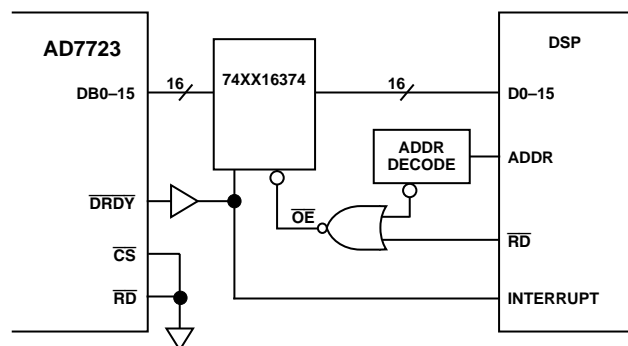 AD7723
DSP
DB0–15
16
74XX16374
16
D0–15
ADDR
DECODE
ADDR
DRDY
OE
RD
CS
RD
INTERRUPT